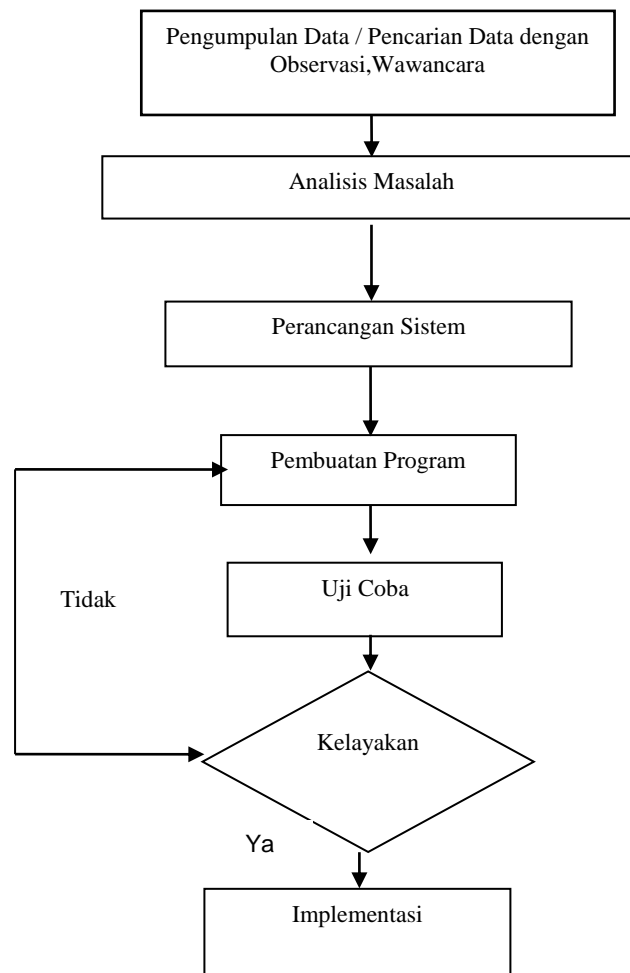 Pengumpulan Data / Pencarian Data dengan
Observasi,Wawancara
Analisis Masalah
Perancangan Sistem
Pembuatan Program
Uji Coba
Tidak
Kelayakan
Ya
Implementasi